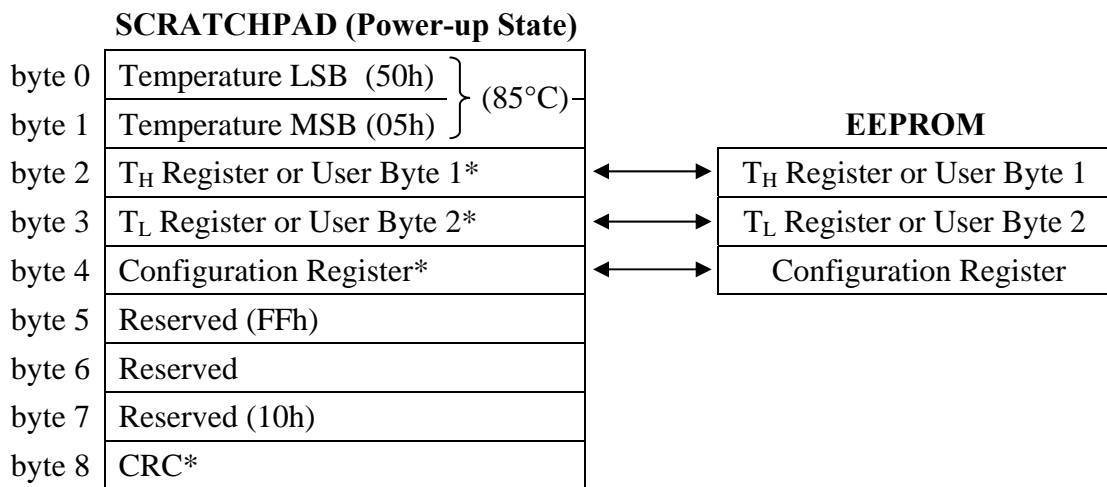 SCRATCHPAD (Power-up State)
byte 0 Temperature LSB (50h)
(85°C)
byte 1 Temperature MSB (05h) EEPROM
byte 2 TH Register or User Byte 1* TH Register or User Byte 1
byte 3 TL Register or User Byte 2* TL Register or User Byte 2
byte 4 Configuration Register* Configuration Register
byte 5 Reserved (FFh)
byte 6 Reserved
byte 7 Reserved (10h)
byte 8 CRC*